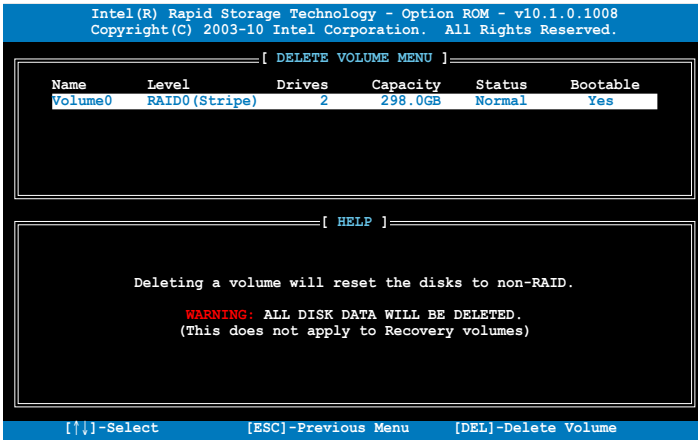 Intel(R) Rapid Storage Technology - Option ROM - v10.1.0.1008
Copyright(C) 2003-10 Intel Corporation.  All Rights Reserved.
[ DELETE VOLUME MENU ]
Name Level Drives Capacity Status Bootable
Volume0 RAID0(Stripe) 2 298.0GB Normal Yes
[ HELP ]
Deleting a volume will reset the disks to non-RAID.
WARNING: ALL DISK DATA WILL BE DELETED.
(This does not apply to Recovery volumes)
[↑↓]-Select [ESC]-Previous Menu [DEL]-Delete Volume